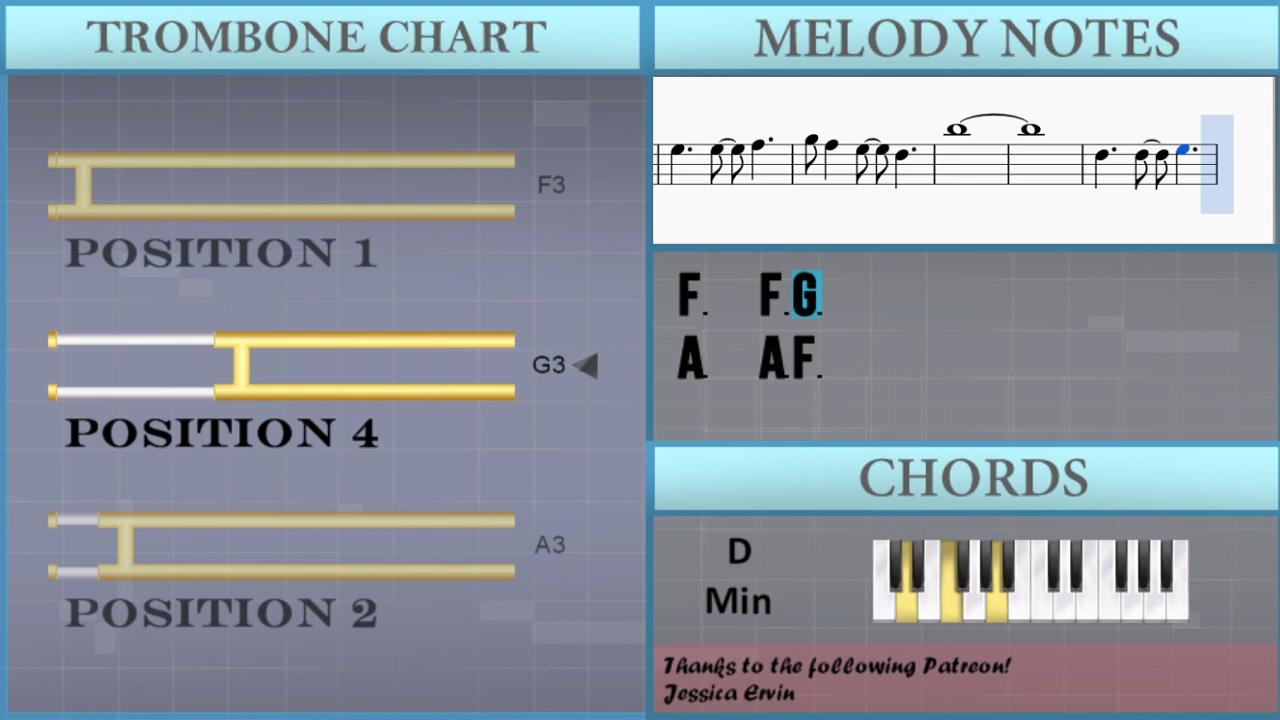 TROMBONE CHART
F3
POSITION 1
G3
POSITION 4
A3
POSITION 2
MELODY NOTES
F. F.G.
A. A.F.
CHORDS
D
Min
Thanks to the following Patreon!
Jessica Ervin